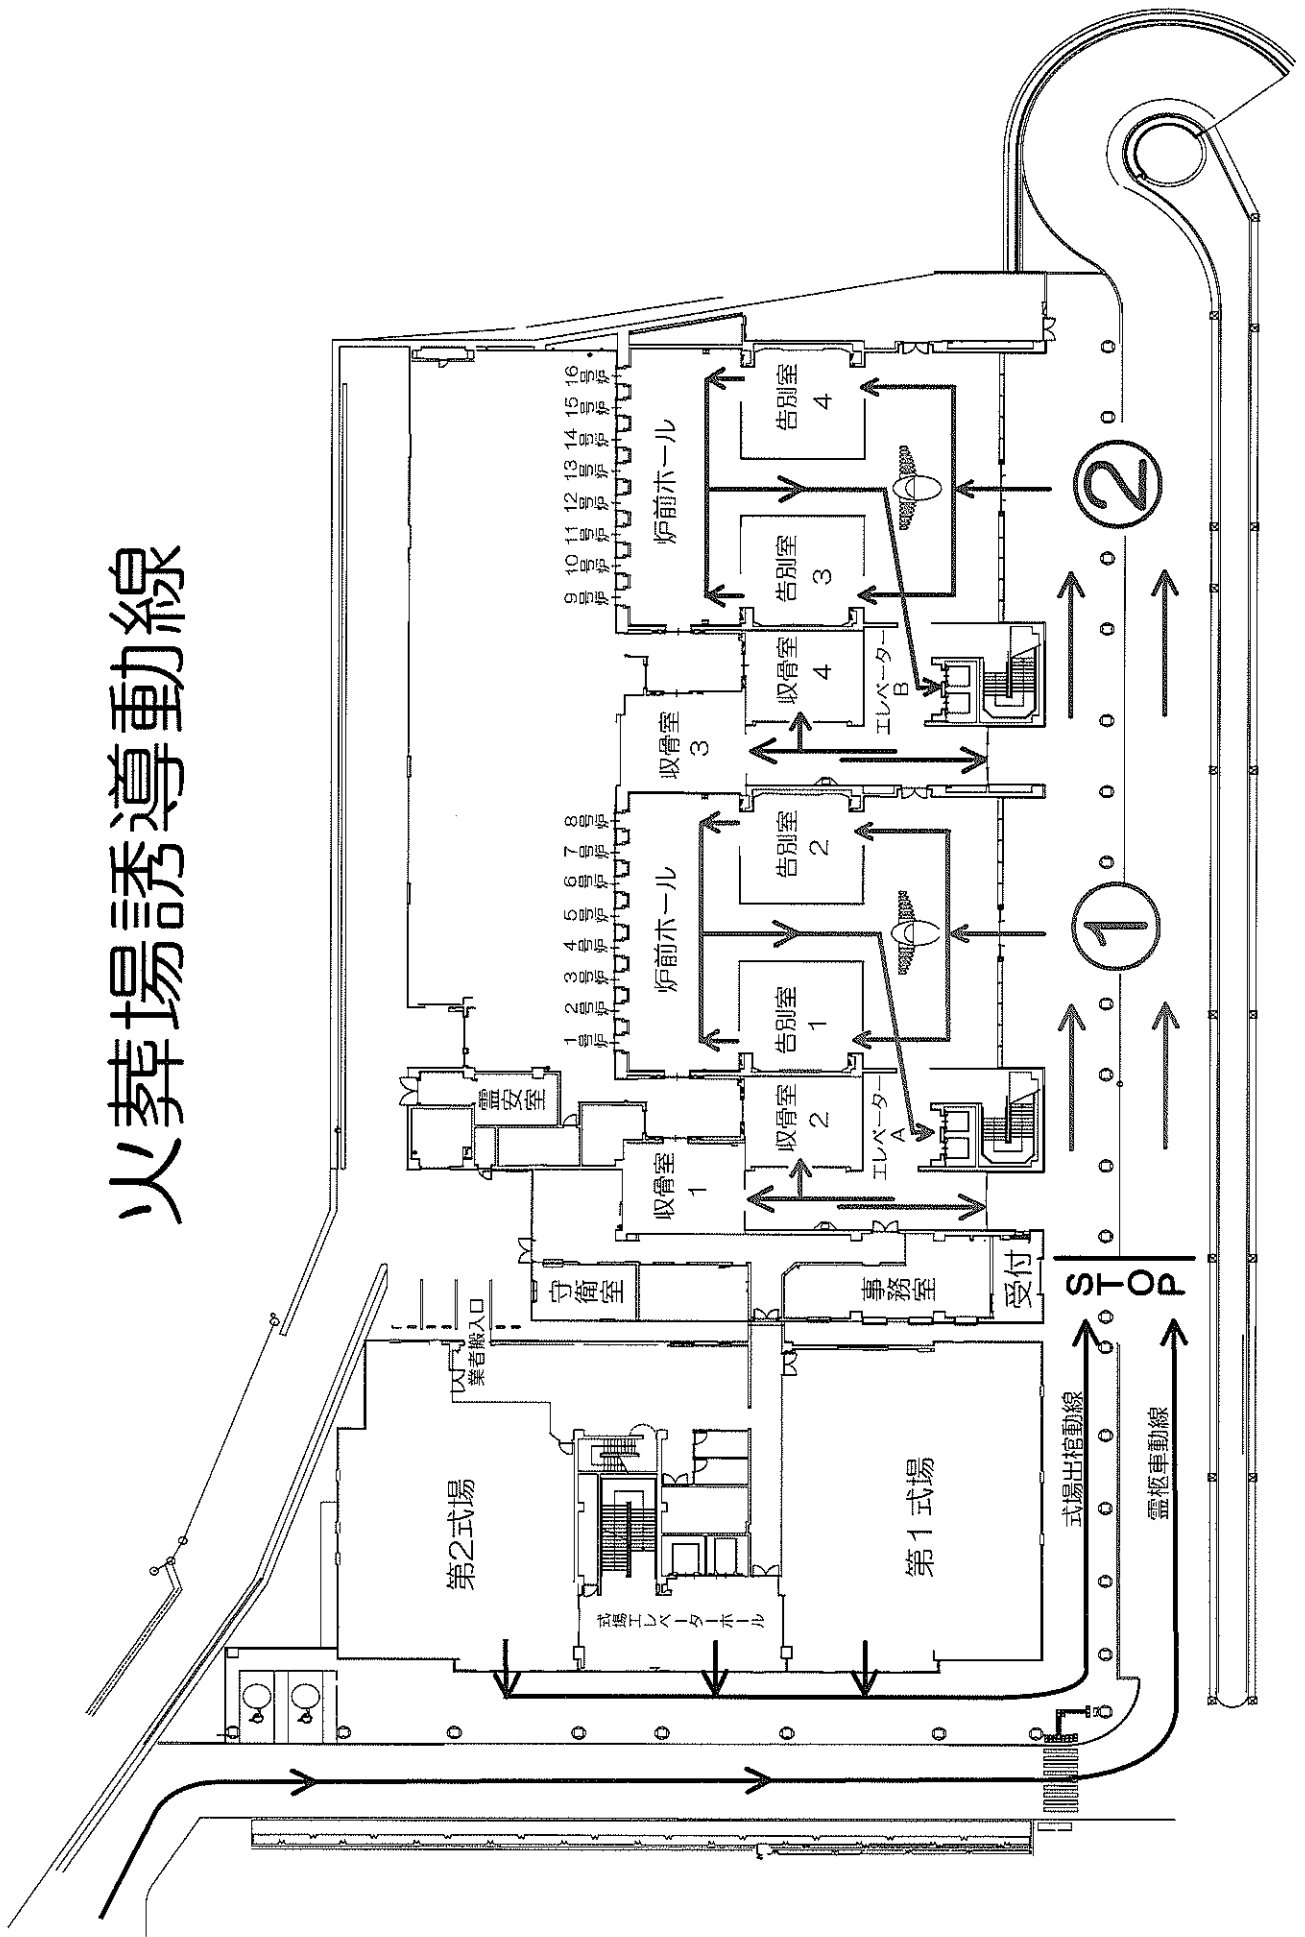 火葬場誘導動線
1号炉
2号炉
3号炉
4号炉
5号炉
6号炉
7号炉
8号炉
9号炉
10号炉
11号炉
12号炉
13号炉
14号炉
15号炉
16号炉
霊安室
炉前ホール
炉前ホール
収骨室
1
収骨室
3
収骨室
2
告別室
1
告別室
2
収骨室
4
告別室
3
告別室
4
エレベーター
A
エレベーター
B
業者搬入口
守衛室
事務室
受付
第2式場
式場エレベーターホール
第1式場
STOP
①
②
式場出棺動線
霊柩車動線